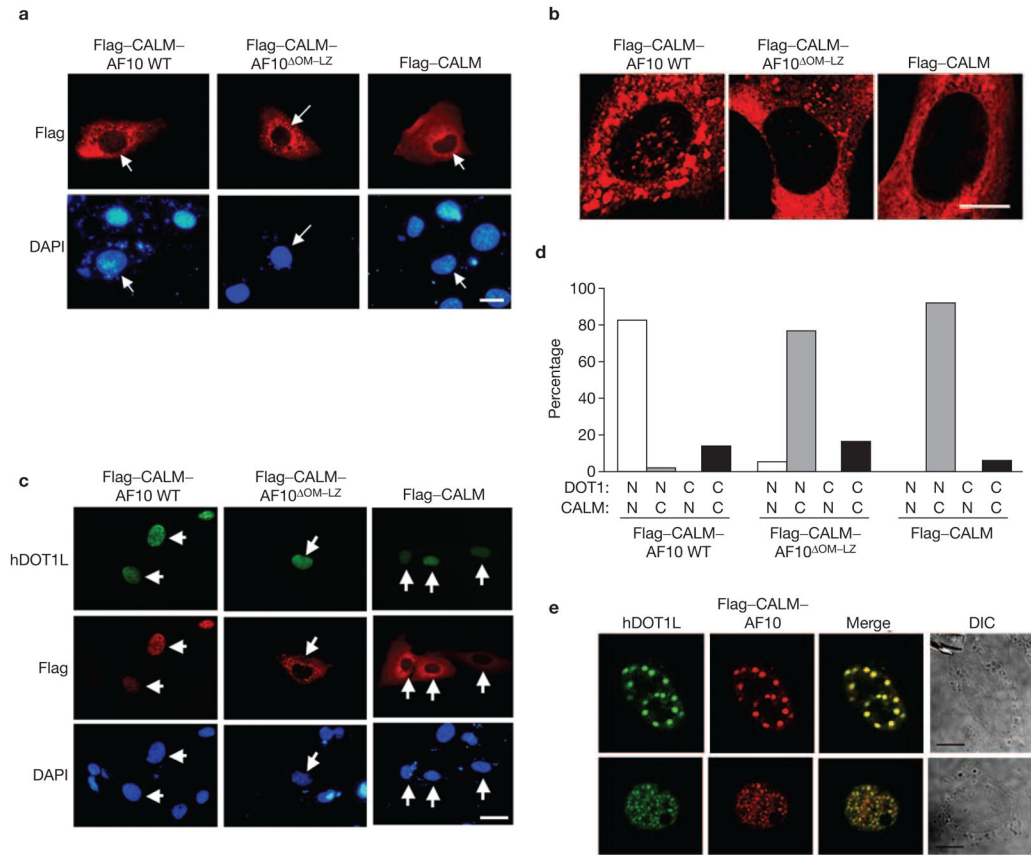 a
Flag–CALM– Flag–CALM–
AF10 WT AF10ΔOM–LZ Flag–CALM
Flag
DAPI
b
Flag–CALM– Flag–CALM–
AF10 WT AF10ΔOM–LZ Flag–CALM
c
Flag–CALM– Flag–CALM–
AF10 WT AF10ΔOM–LZ Flag–CALM
hDOT1L
Flag
DAPI
d
100
80
60
40
20
0
Percentage
DOT1: N N C C N N C C N N C C
CALM: N C N C N C N C N C N C
Flag–CALM– Flag–CALM– Flag–CALM
AF10 WT AF10ΔOM–LZ
e
Flag–CALM–
hDOT1L AF10 Merge DIC